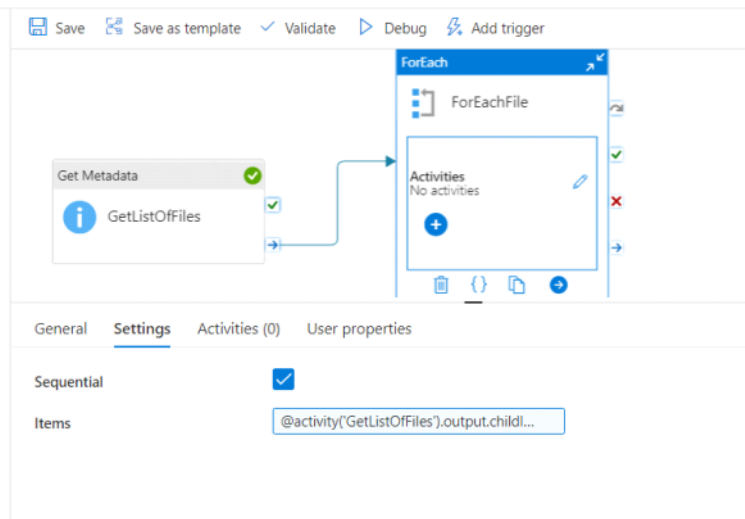 Save Save as template Validate Debug Add trigger
ForEach
ForEachFile
Get Metadata
GetListOfFiles
Activities
No activities
General Settings Activities (0) User properties
Sequential
Items @activity('GetListOfFiles').output.childI...